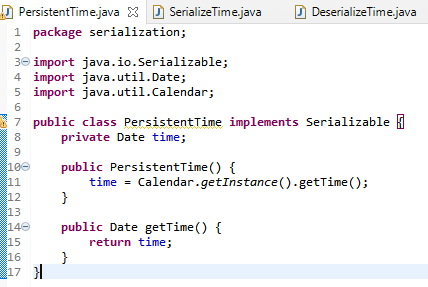 PersistentTime.java SerializeTime.java DeserializeTime.java
1 package serialization;
2
3 import java.io.Serializable;
4 import java.util.Date;
5 import java.util.Calendar;
6
7 public class PersistentTime implements Serializable {
8     private Date time;
9
10     public PersistentTime() {
11         time = Calendar.getInstance().getTime();
12     }
13
14     public Date getTime() {
15         return time;
16     }
17 }